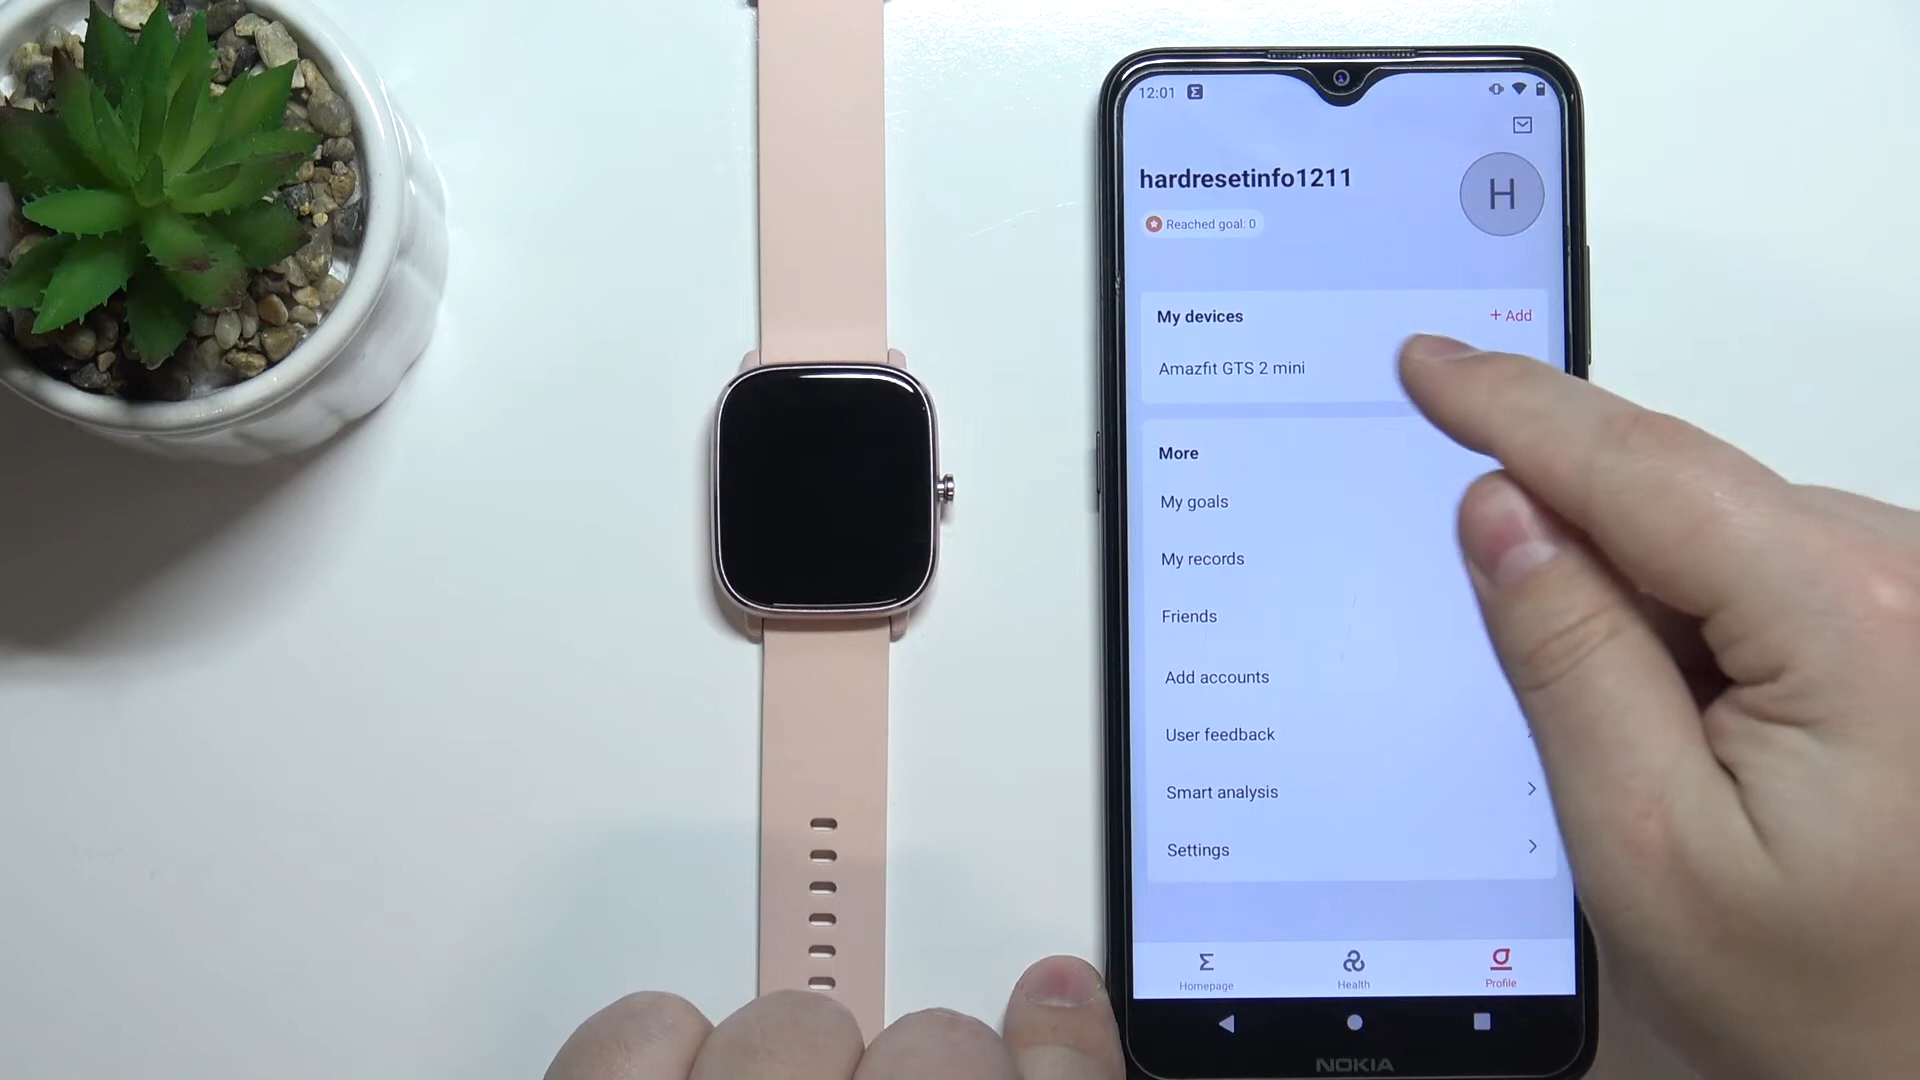 12:01
hardresetinfo1211
H
Reached goal: 0
My devices
+ Add
Amazfit GTS 2 mini
More
My goals
My records
Friends
Add accounts
User feedback
Smart analysis
Settings
Homepage
Health
Profile
NOKIA